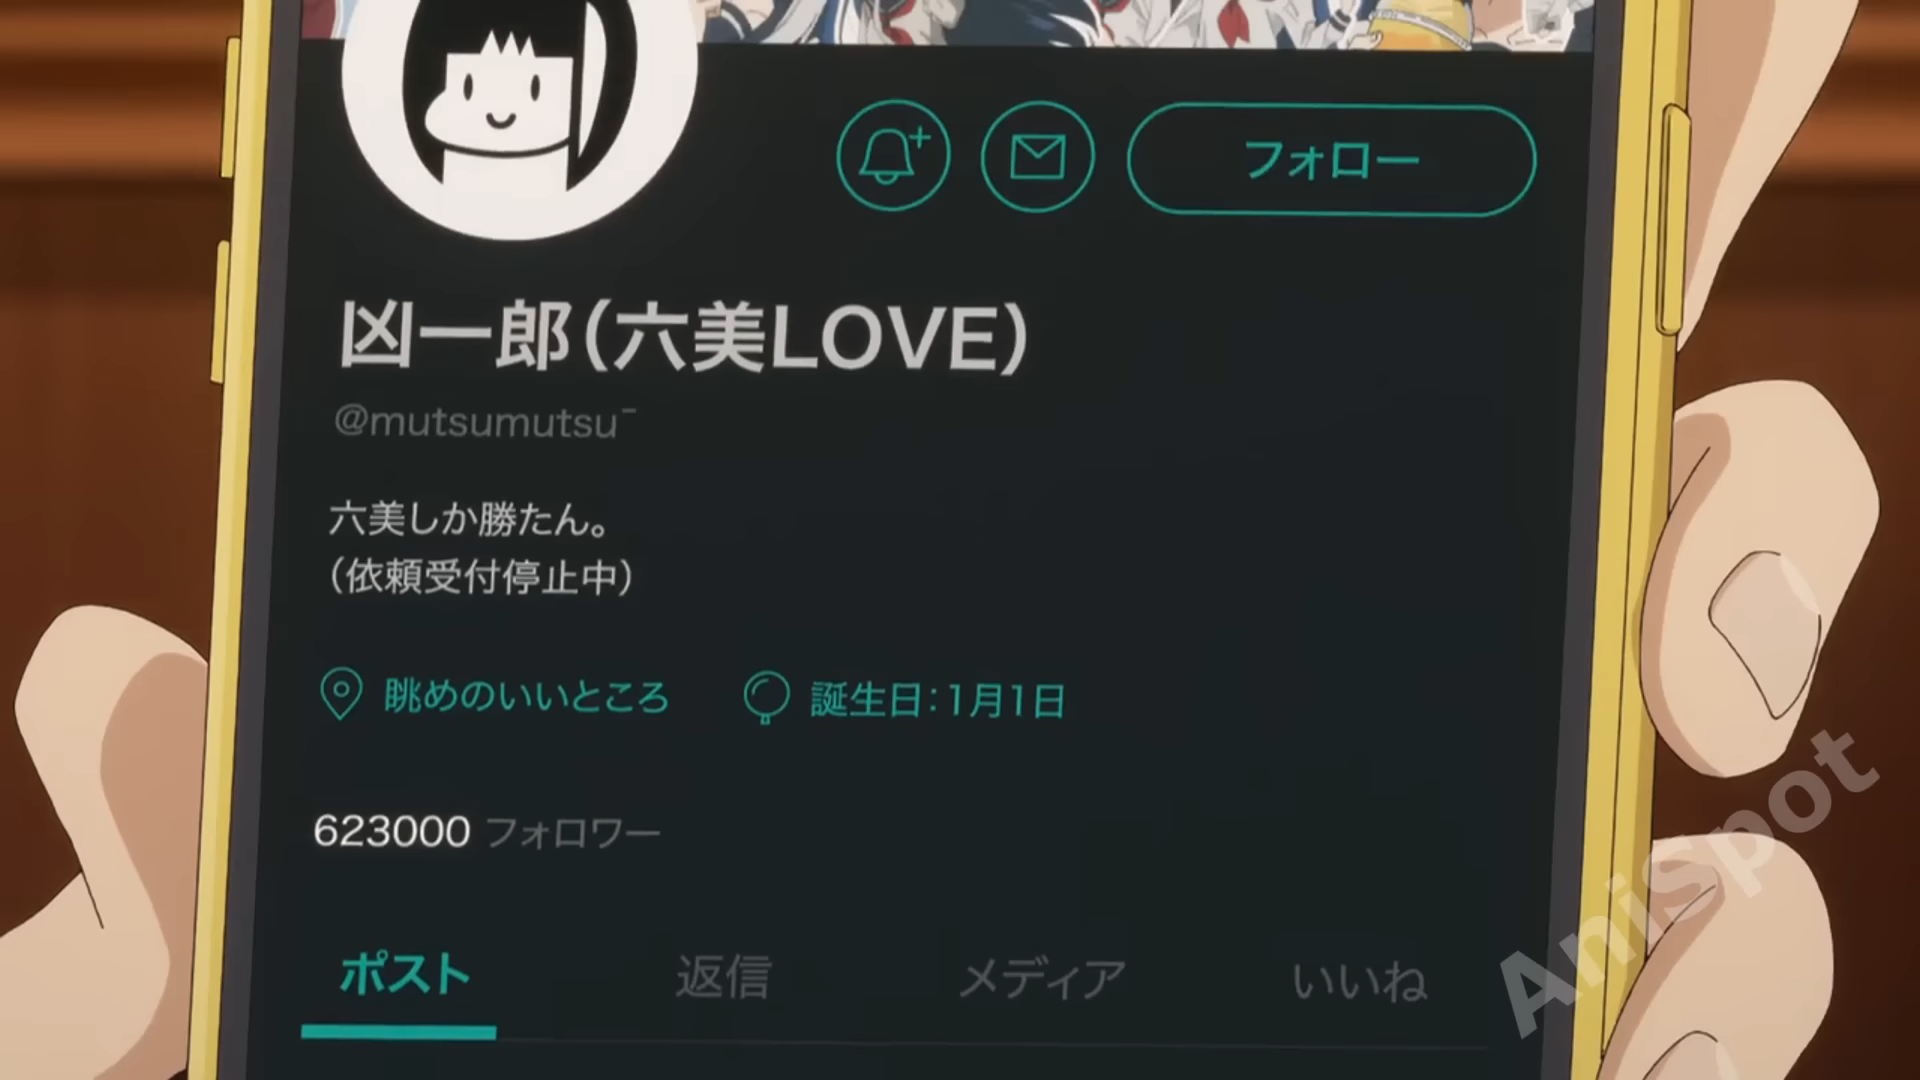 フォロー
凶一郎（六美LOVE）
@mutsumutsu¯
六美しか勝たん。
（依頼受付停止中）
眺めのいいところ 誕生日：1月1日
623000 フォロワー
ポスト 返信 メディア いいね
Anispot